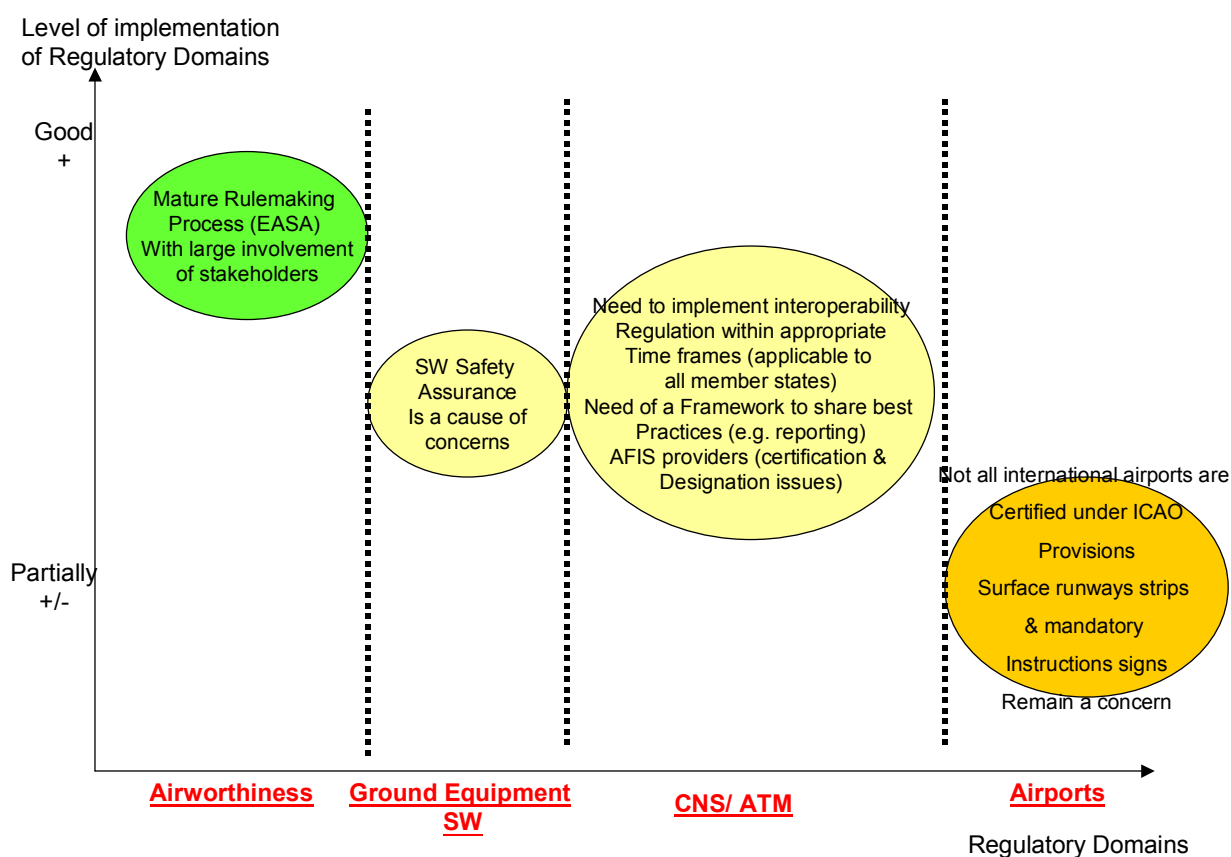 Level of implementation
of Regulatory Domains
Good
+
Mature Rulemaking
Process (EASA)
With large involvement
of stakeholders
SW Safety
Assurance
Is a cause of
concerns
Need to implement interoperability
Regulation within appropriate
Time frames (applicable to
all member states)
Need of a Framework to share best
Practices (e.g. reporting)
AFIS providers (certification &
Designation issues)
Not all international airports are
Certified under ICAO
Provisions
Surface runways strips
& mandatory
Instructions signs
Remain a concern
Partially
+/-
Airworthiness
Ground Equipment
SW
CNS/ ATM
Airports
Regulatory Domains